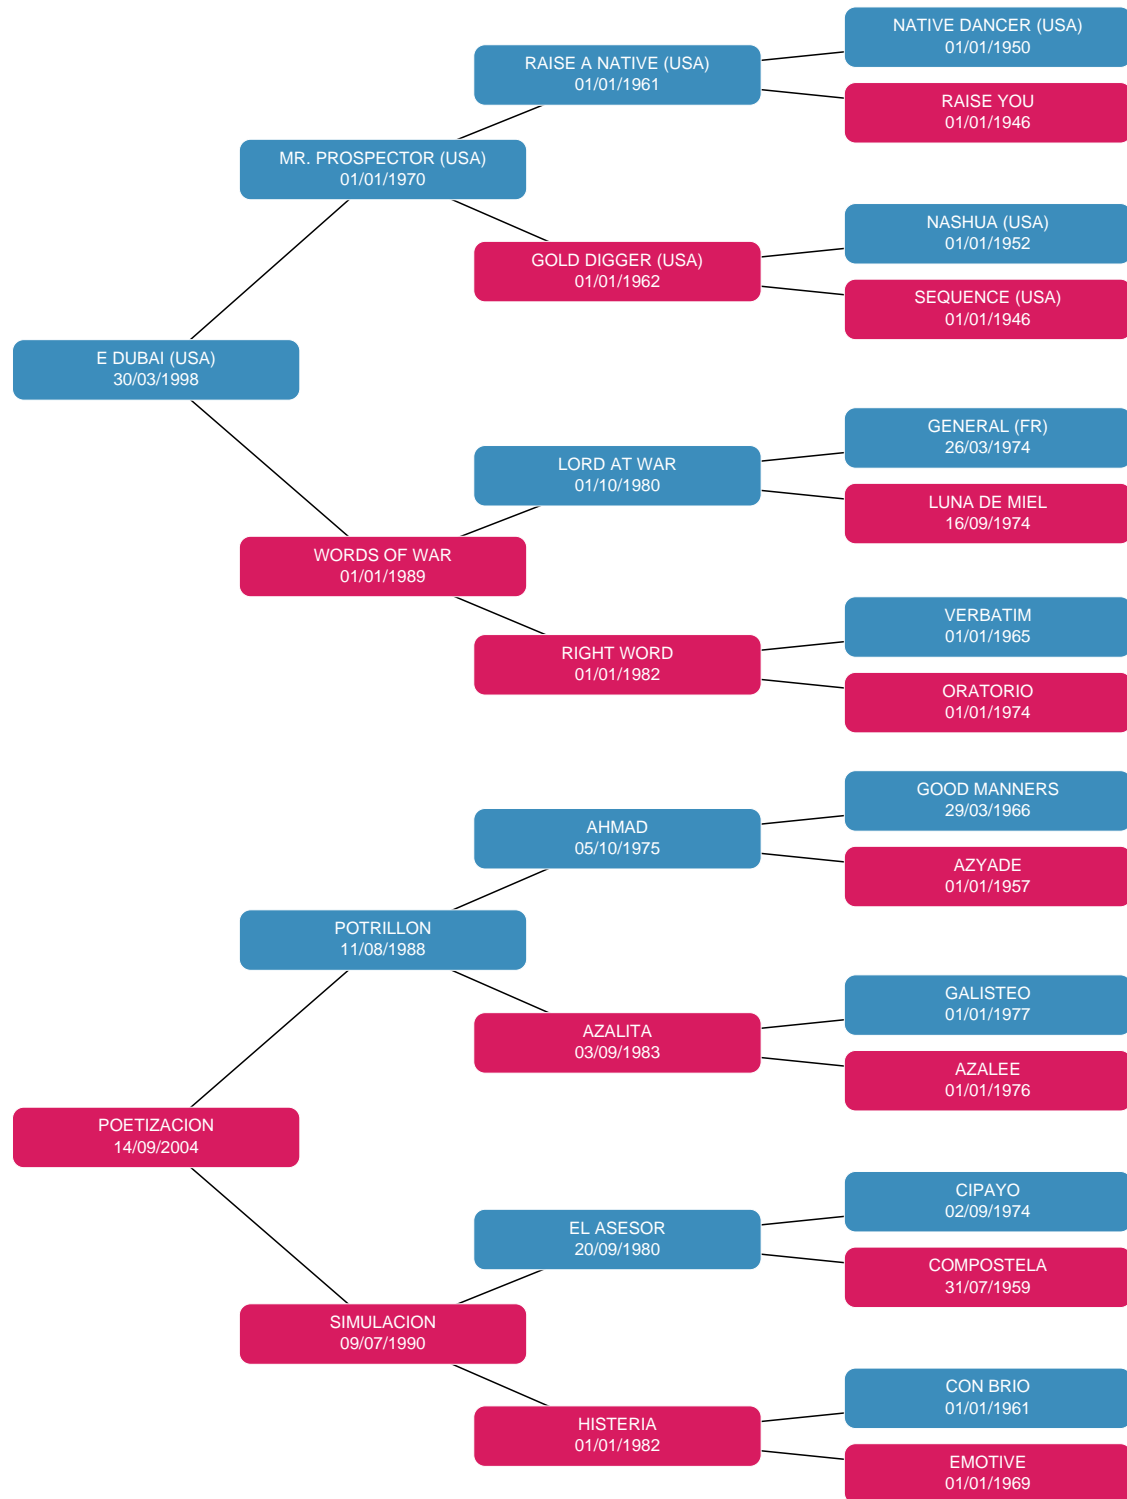 NATIVE DANCER (USA)
01/01/1950
RAISE A NATIVE (USA)
01/01/1961
RAISE YOU
01/01/1946
MR. PROSPECTOR (USA)
01/01/1970
NASHUA (USA)
01/01/1952
GOLD DIGGER (USA)
01/01/1962
SEQUENCE (USA)
01/01/1946
E DUBAI (USA)
30/03/1998
GENERAL (FR)
26/03/1974
LORD AT WAR
01/10/1980
LUNA DE MIEL
16/09/1974
WORDS OF WAR
01/01/1989
VERBATIM
01/01/1965
RIGHT WORD
01/01/1982
ORATORIO
01/01/1974
GOOD MANNERS
29/03/1966
AHMAD
05/10/1975
AZYADE
01/01/1957
POTRILLON
11/08/1988
GALISTEO
01/01/1977
AZALITA
03/09/1983
AZALEE
01/01/1976
POETIZACION
14/09/2004
CIPAYO
02/09/1974
EL ASESOR
20/09/1980
COMPOSTELA
31/07/1959
SIMULACION
09/07/1990
CON BRIO
01/01/1961
HISTERIA
01/01/1982
EMOTIVE
01/01/1969